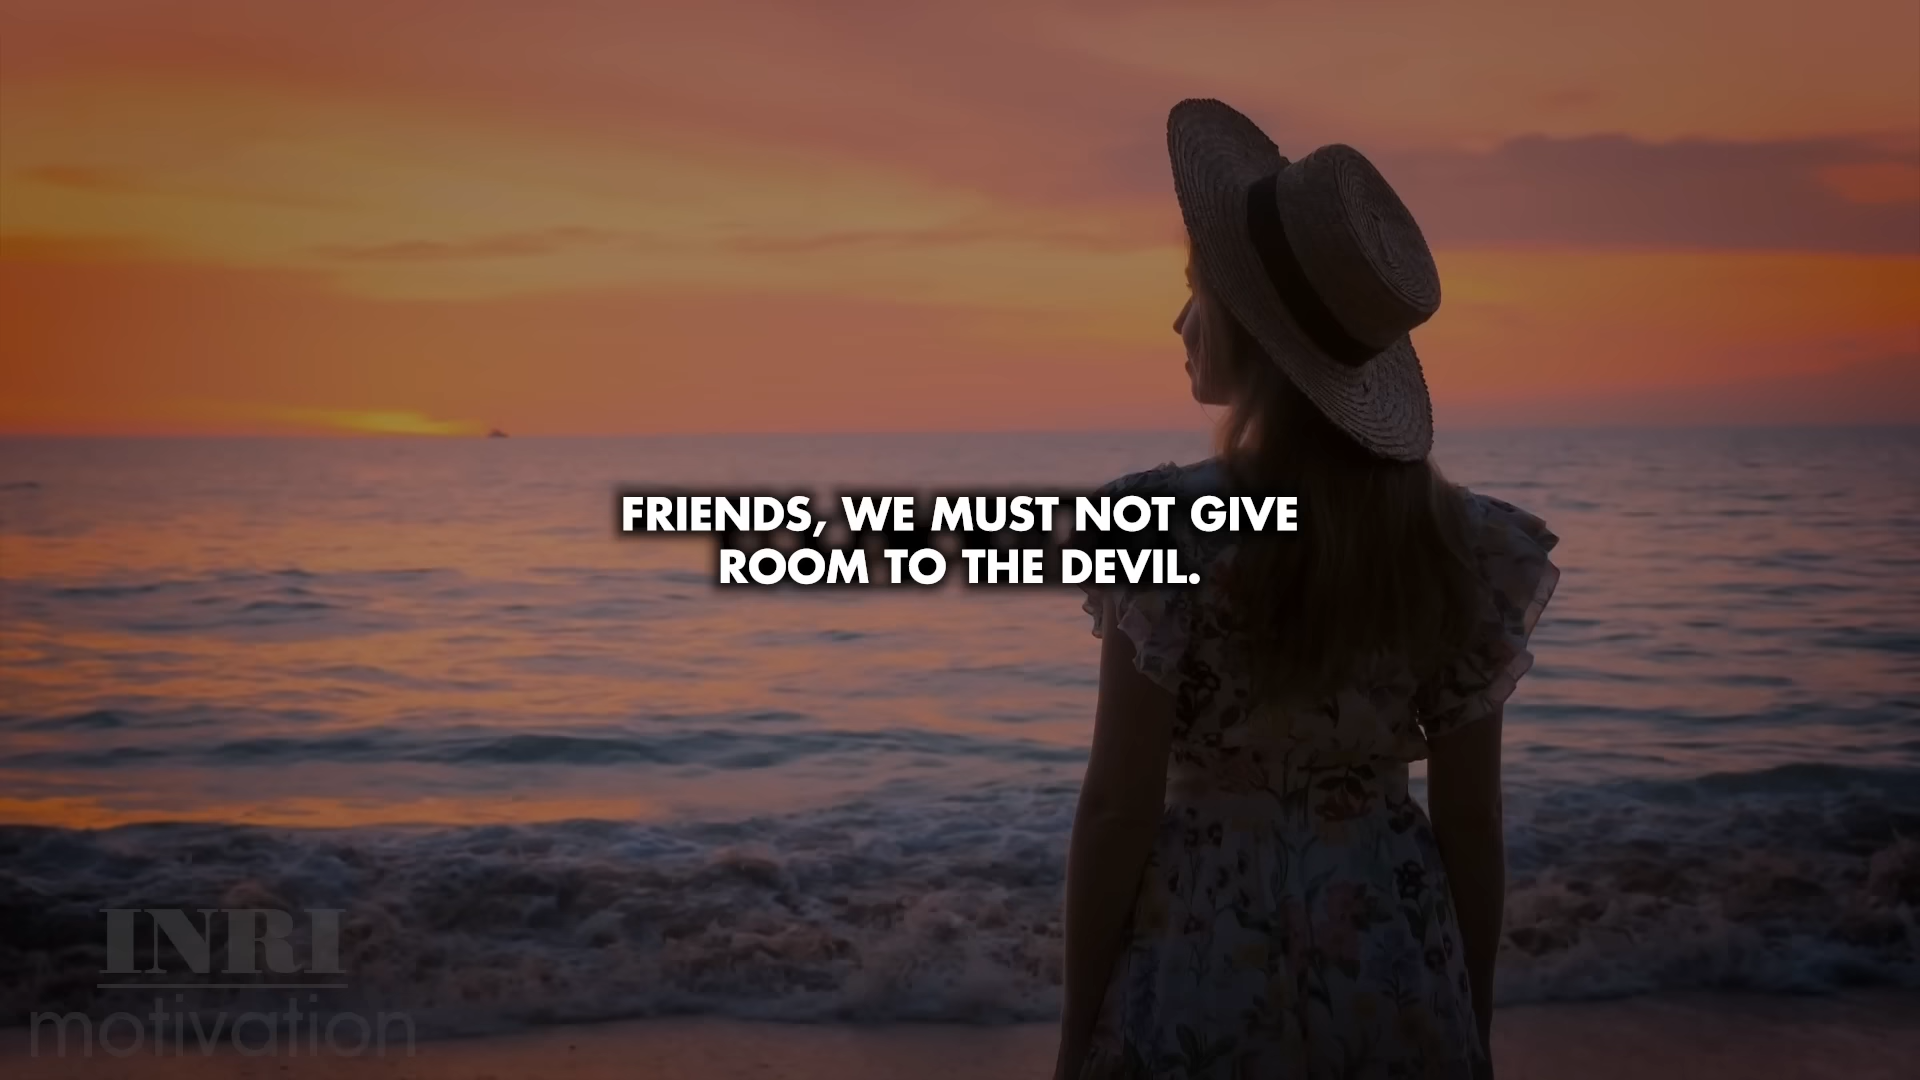 FRIENDS, WE MUST NOT GIVE
ROOM TO THE DEVIL.
INRI
motivation